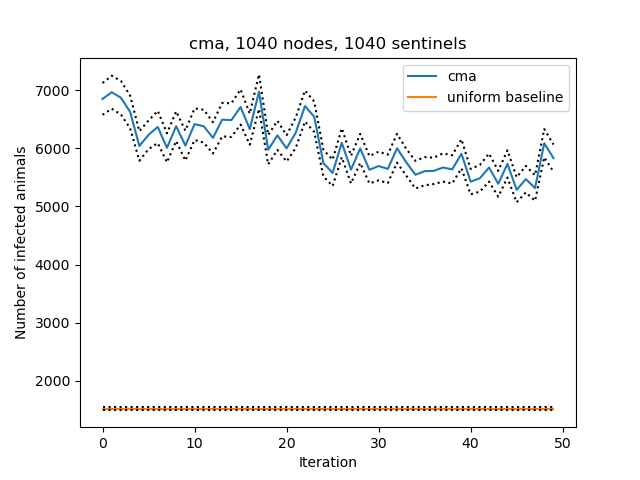 cma, 1040 nodes, 1040 sentinels
cma
uniform baseline
Number of infected animals
7000
6000
5000
4000
3000
2000
0
10
20
30
40
50
Iteration